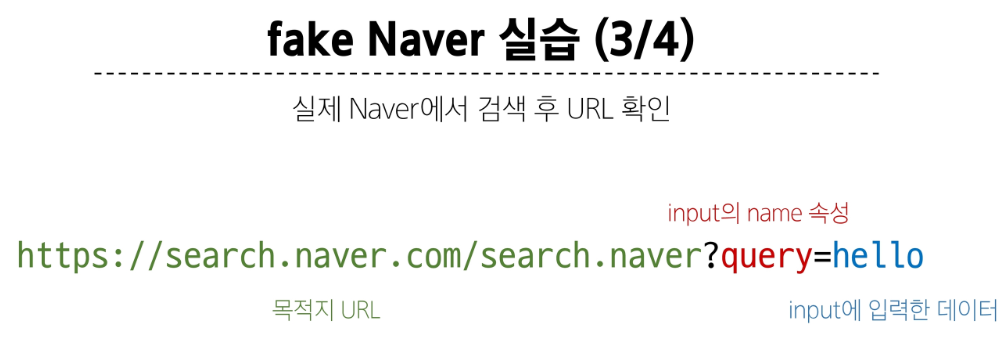 fake Naver 실습 (3/4)
실제 Naver에서 검색 후 URL 확인
input의 name 속성
https://search.naver.com/search.naver?query=hello
목적지 URL
input에 입력한 데이터